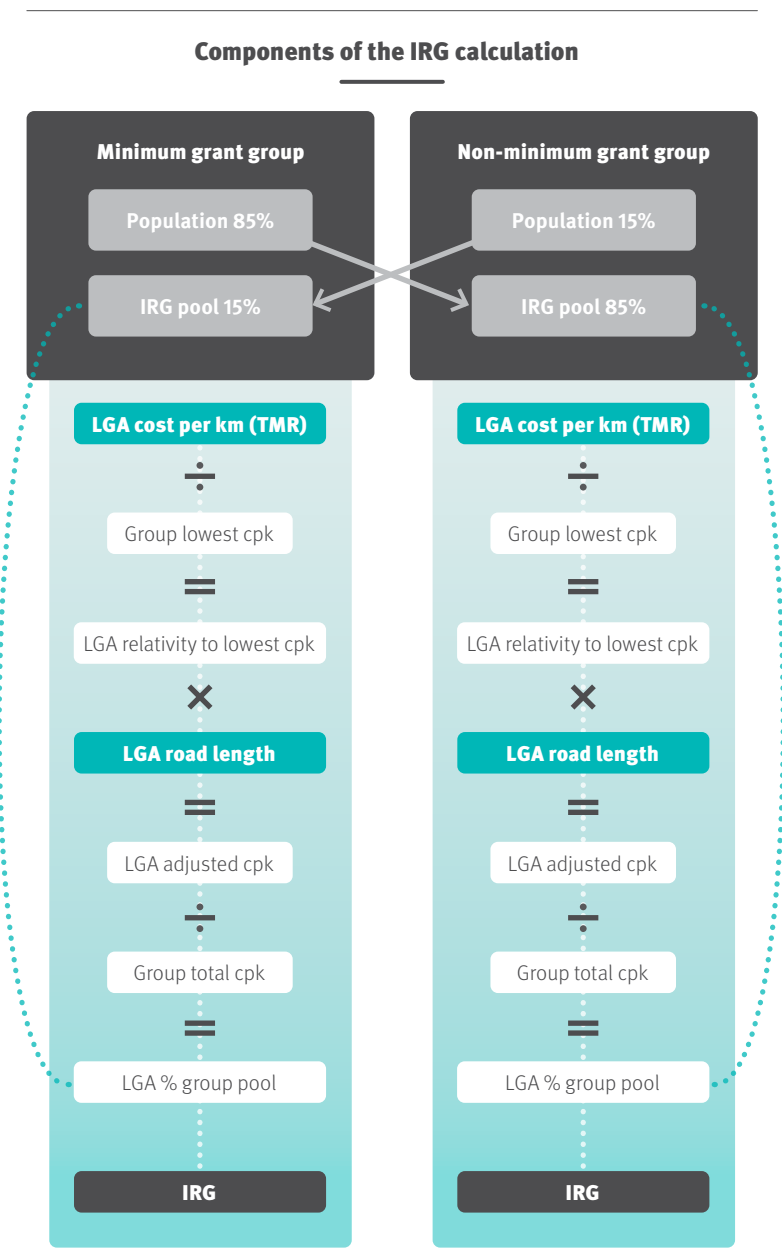 Components of the IRG calculation
Minimum grant group
Population 85%
IRG pool 15%
LGA cost per km (TMR)
÷
Group lowest cpk
=
LGA relativity to lowest cpk
×
LGA road length
=
LGA adjusted cpk
÷
Group total cpk
=
LGA % group pool
IRG
Non-minimum grant group
Population 15%
IRG pool 85%
LGA cost per km (TMR)
÷
Group lowest cpk
=
LGA relativity to lowest cpk
×
LGA road length
=
LGA adjusted cpk
÷
Group total cpk
=
LGA % group pool
IRG